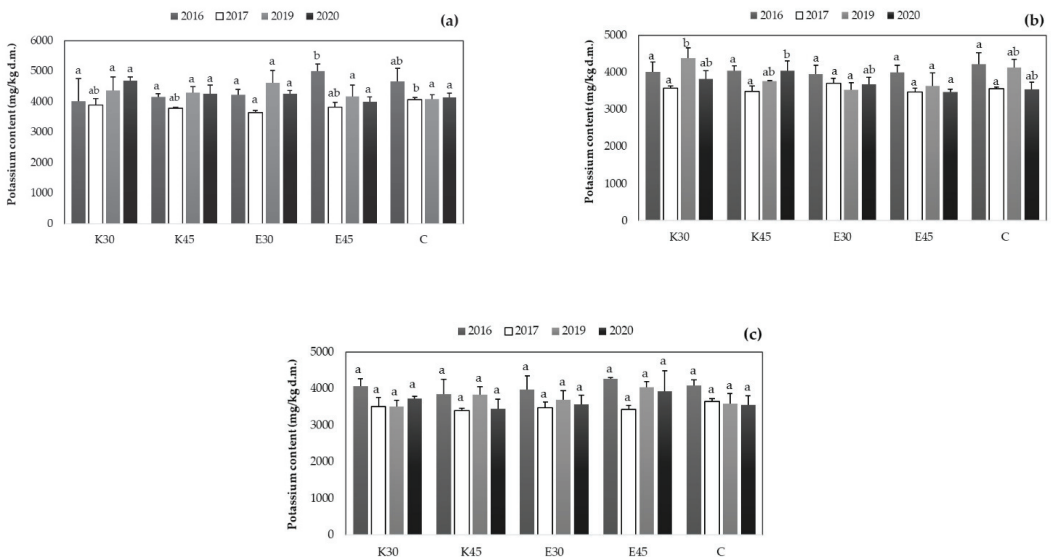 2016 2017 2019 2020 (a)
Potassium content (mg/kg d.m.)
6000
5000
4000
3000
2000
1000
0
a ab a a
a ab a a
a a a a
b ab a a
ab b a a
K30 K45 E30 E45 C
2016 2017 2019 2020 (b)
Potassium content (mg/kg d.m.)
5000
4000
3000
2000
1000
0
a a b ab
a a ab b
a a a ab
a a a a
a a ab a
K30 K45 E30 E45 C
2016 2017 2019 2020 (c)
Potassium content (mg/kg d.m.)
5000
4000
3000
2000
1000
0
a a a a
a a a a
a a a a
a a a a
a a a a
K30 K45 E30 E45 C